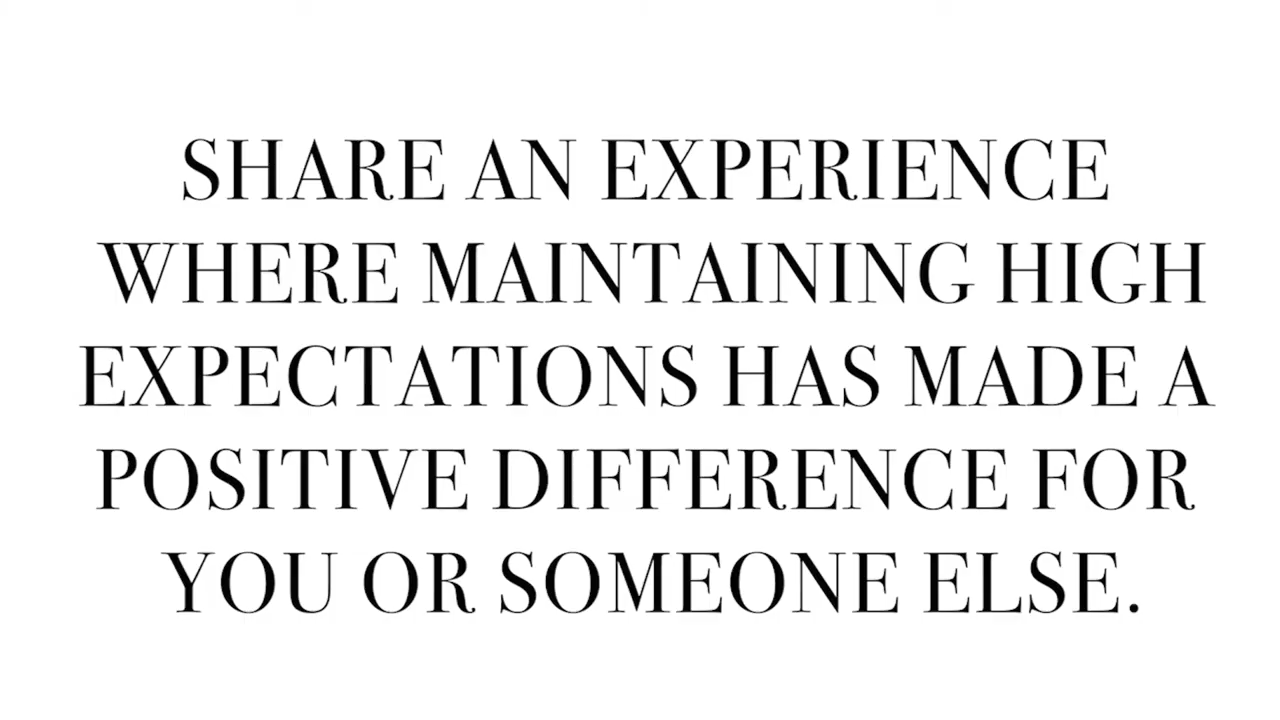 SHARE AN EXPERIENCE
WHERE MAINTAINING HIGH
EXPECTATIONS HAS MADE A
POSITIVE DIFFERENCE FOR
YOU OR SOMEONE ELSE.